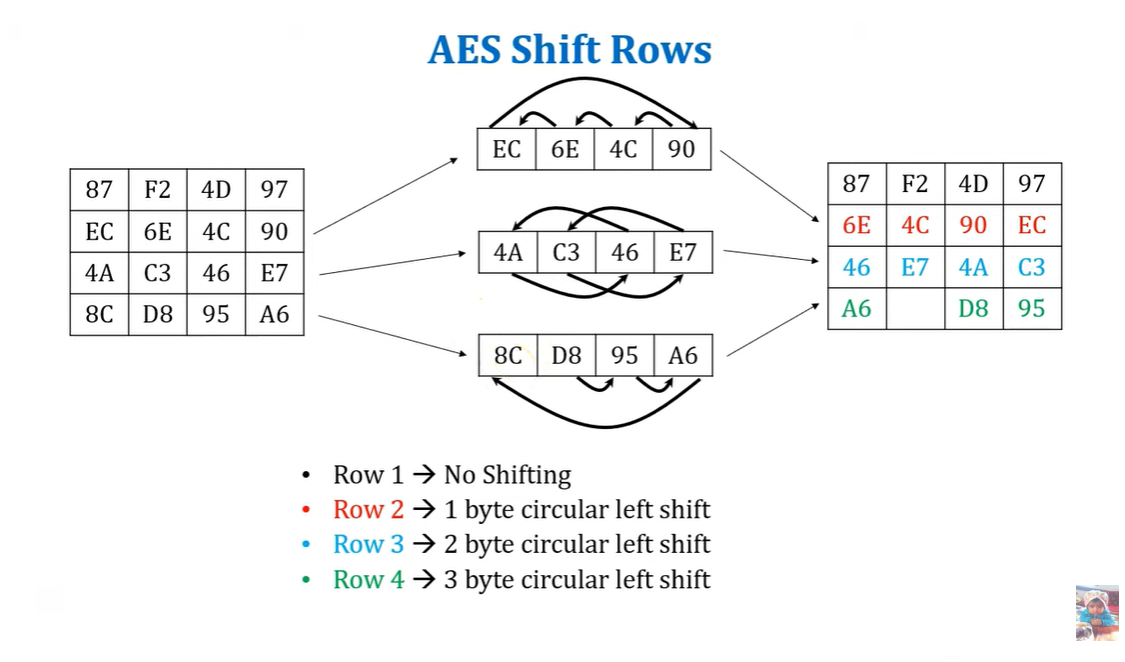 AES Shift Rows
87 F2 4D 97
EC 6E 4C 90
4A C3 46 E7
8C D8 95 A6
EC 6E 4C 90
4A C3 46 E7
8C D8 95 A6
87 F2 4D 97
6E 4C 90 EC
46 E7 4A C3
A6 D8 95
• Row 1 → No Shifting
• Row 2 → 1 byte circular left shift
• Row 3 → 2 byte circular left shift
• Row 4 → 3 byte circular left shift